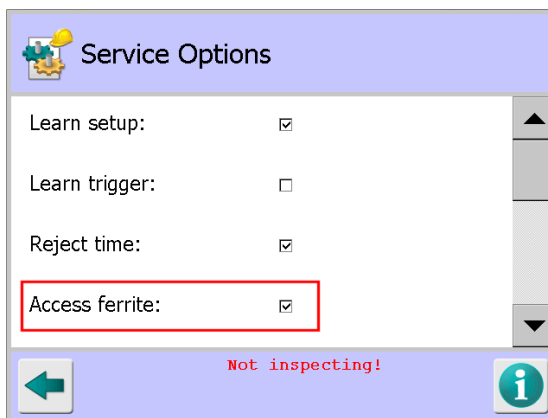 Service Options
Learn setup:
Learn trigger:
Reject time:
Access ferrite:
Not inspecting!